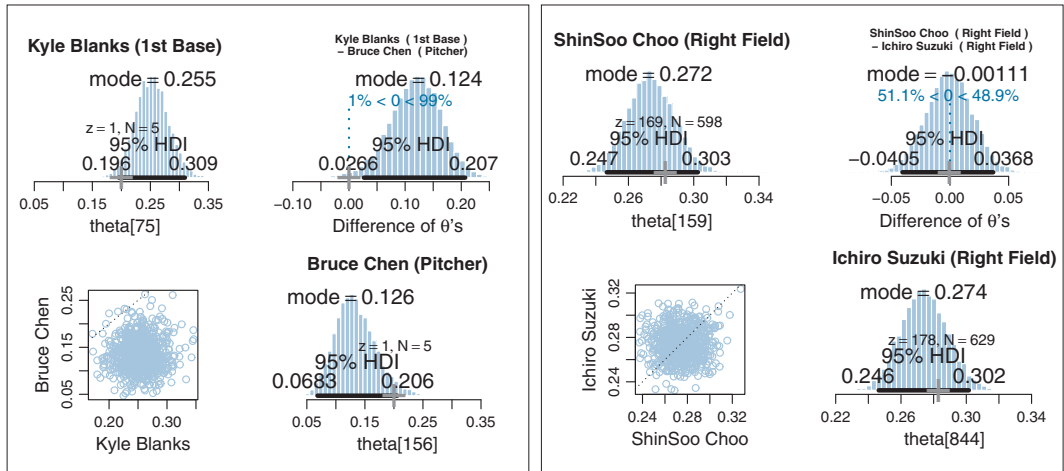 Kyle Blanks (1st Base)
mode = 0.255
z = 1, N = 5
95% HDI
0.196 0.309
0.05 0.15 0.25 0.35
theta[75]
Kyle Blanks ( 1st Base )
− Bruce Chen ( Pitcher )
mode = 0.124
1% < 0 < 99%
95% HDI
0.0266 0.207
−0.10 0.00 0.10 0.20
Difference of θ's
Bruce Chen
0.05 0.15 0.25
0.20 0.30
Kyle Blanks
Bruce Chen (Pitcher)
mode = 0.126
z = 1, N = 5
95% HDI
0.0683 0.206
0.05 0.15 0.25 0.35
theta[156]
ShinSoo Choo (Right Field)
mode = 0.272
z = 169, N = 598
95% HDI
0.247 0.303
0.22 0.26 0.30 0.34
theta[159]
ShinSoo Choo ( Right Field )
− Ichiro Suzuki ( Right Field )
mode = −0.00111
51.1% < 0 < 48.9%
95% HDI
−0.0405 0.0368
−0.05 0.00 0.05
Difference of θ's
Ichiro Suzuki
0.24 0.28 0.32
0.24 0.26 0.28 0.30 0.32
ShinSoo Choo
Ichiro Suzuki (Right Field)
mode = 0.274
z = 178, N = 629
95% HDI
0.246 0.302
0.22 0.26 0.30 0.34
theta[844]